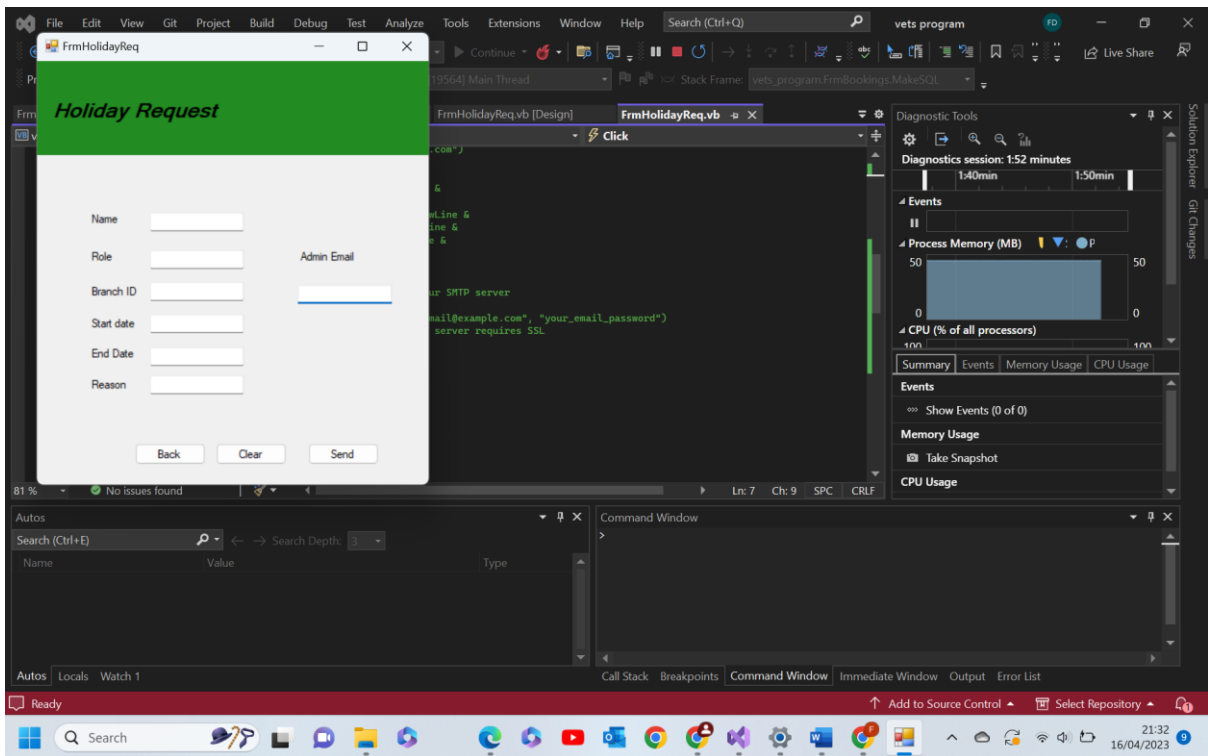 File Edit View Git Project Build Debug Test Analyze Tools Extensions Window Help Search (Ctrl+Q) vets program FD
FrmHolidayReq
Continue
Live Share
Pr
19564] Main Thread
Stack Frame: vets_program.FrmBookings.MakeSQL
Holiday Request
Frm
FrmHolidayReq.vb [Design]
FrmHolidayReq.vb
VB v
Click
.com")
&
wLine &
ine &
e &
ur SMTP server
mail@example.com", "your_email_password")
server requires SSL
Name
Role
Admin Email
Branch ID
Start date
End Date
Reason
Back Clear Send
81 %
No issues found
Ln: 7 Ch: 9 SPC CRLF
Diagnostic Tools
Diagnostics session: 1:52 minutes
1:40min 1:50min
Events
Process Memory (MB) P
50 50
0 0
CPU (% of all processors)
100 100
Summary Events Memory Usage CPU Usage
Events
Show Events (0 of 0)
Memory Usage
Take Snapshot
CPU Usage
Solution Explorer
Git Changes
Autos
Search (Ctrl+E) Search Depth: 3
Name Value Type
Autos Locals Watch 1
Command Window
>
Call Stack Breakpoints Command Window Immediate Window Output Error List
Ready
Add to Source Control Select Repository 1
Search
21:32
16/04/2023
9